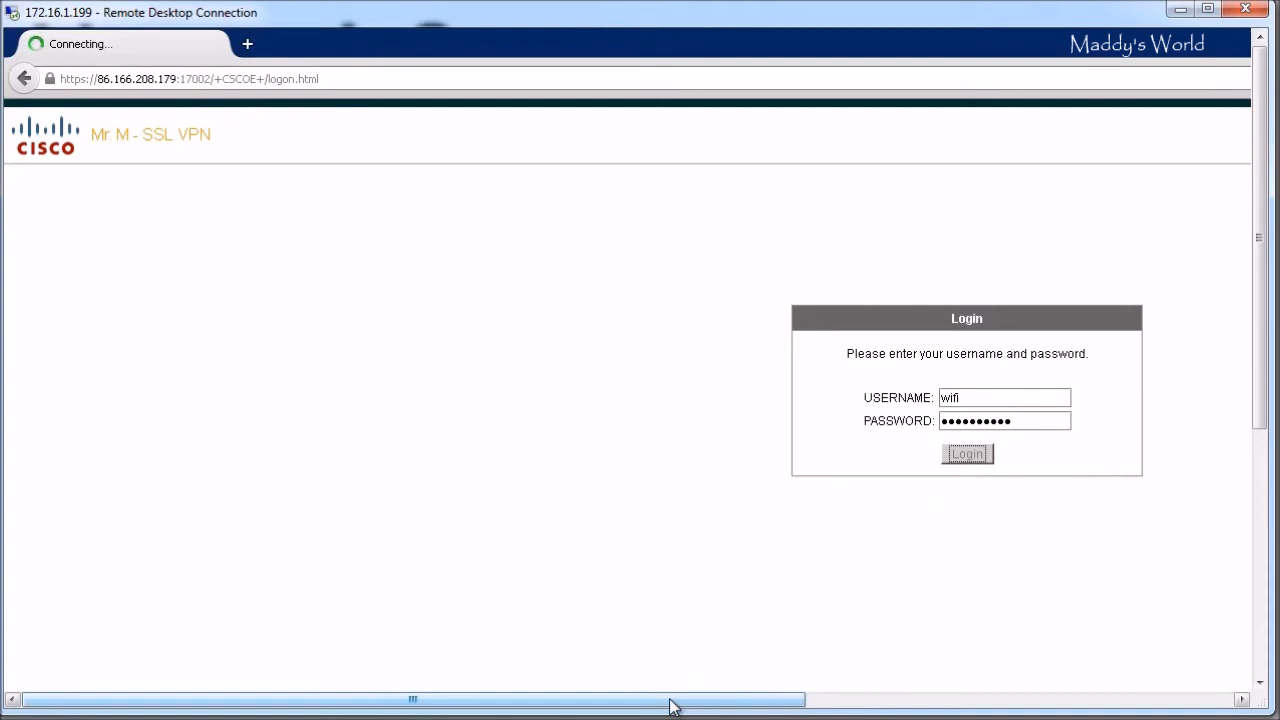 172.16.1.199 - Remote Desktop Connection
Connecting...
Maddy's World
https://86.166.208.179:17002/+CSCOE+/logon.html
CISCO
Mr. M - SSL VPN
Login
Please enter your username and password.
USERNAME: wifi
PASSWORD: ••••••••••
Login